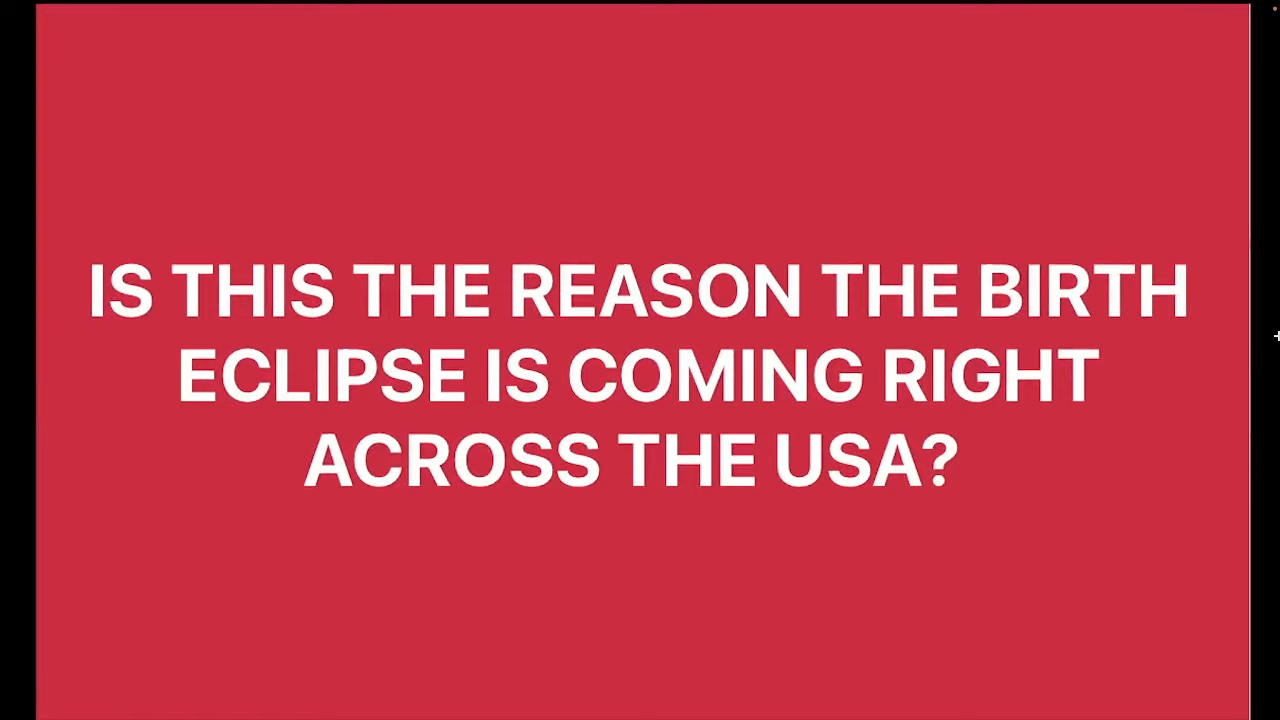 IS THIS THE REASON THE BIRTH
ECLIPSE IS COMING RIGHT
ACROSS THE USA?